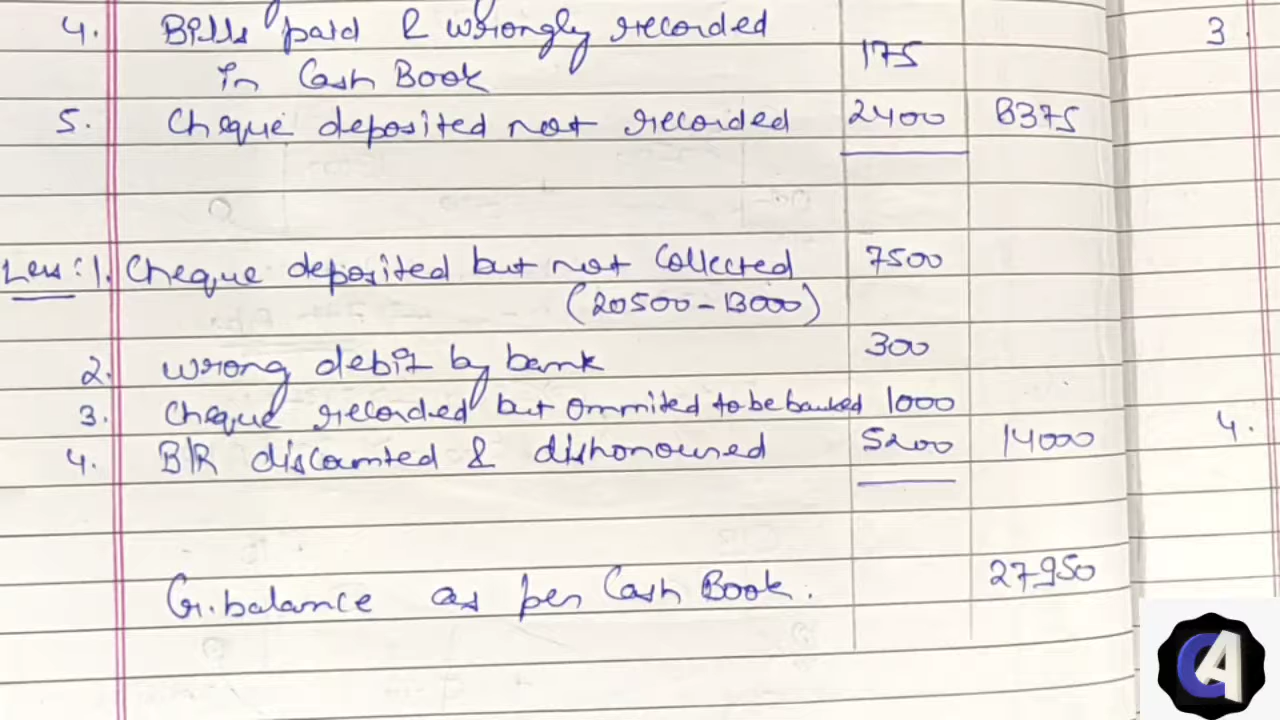 4. Bills paid & wrongly recorded
in Cash Book 175
5. Cheque deposited not recorded 2400 8375
Less: 1. Cheque deposited but not Collected 7500
(20500-13000)
2. wrong debit by bank 300
3. Cheque recorded but ommited to be banked 1000
4. B/R discounted & dishonoured 5200 14000
Cr. balance as per Cash Book. 27950
3.
4.
CA